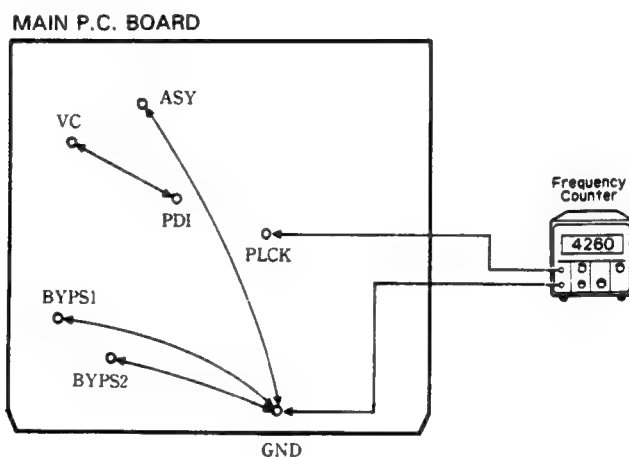 MAIN P.C. BOARD
ASY
VC
PDI
PLCK
Frequency
Counter
4260
BYPS1
BYPS2
GND